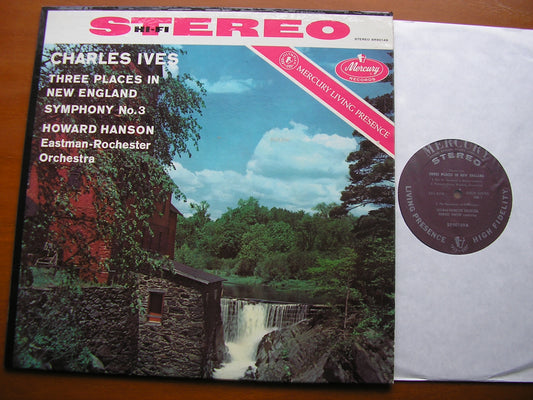 STEREO
HI-FI
STEREO SR90149
CHARLES IVES
THREE PLACES IN
NEW ENGLAND
SYMPHONY No.3
HOWARD HANSON
Eastman-Rochester
Orchestra
MERCURY LIVING PRESENCE
Mercury
RECORDS
MERCURY
STEREO
THREE PLACES IN NEW ENGLAND
LIVING PRESENCE
HIGH FIDELITY